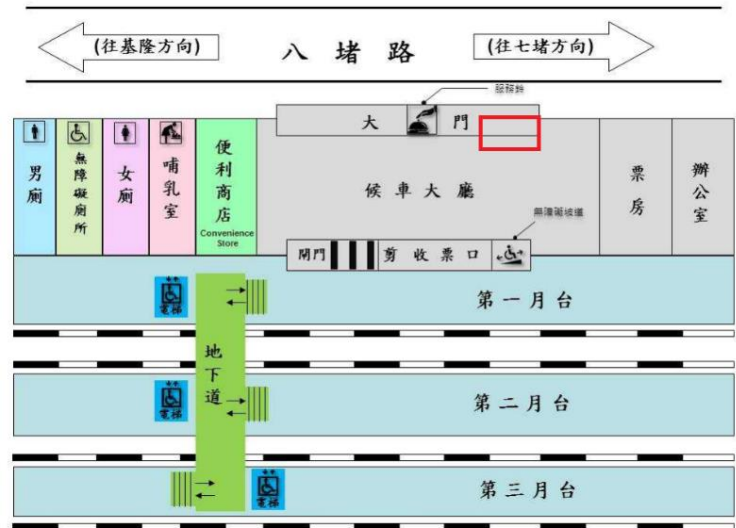 (往基隆方向)
八堵路
(往七堵方向)
服務鈴
大門
男廁
無障礙廁所
女廁
哺乳室
便利商店
Convenience
Store
候車大廳
票房
辦公室
無障礙坡道
閘門
剪收票口
電梯
第一月台
地下道
電梯
第二月台
電梯
第三月台